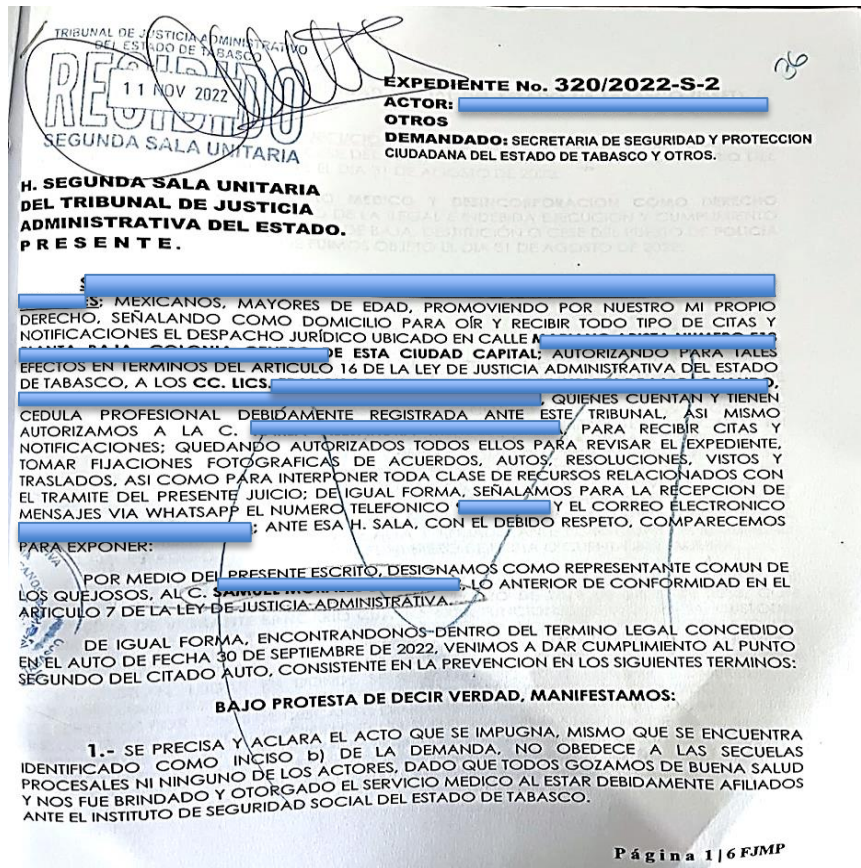 TRIBUNAL DE JUSTICIA ADMINISTRATIVO
DEL ESTADO DE TABASCO
RECIBIDO
11 NOV 2022
SEGUNDA SALA UNITARIA
36
EXPEDIENTE No. 320/2022-S-2
ACTOR:
OTROS
DEMANDADO: SECRETARIA DE SEGURIDAD Y PROTECCION
CIUDADANA DEL ESTADO DE TABASCO Y OTROS.
H. SEGUNDA SALA UNITARIA
DEL TRIBUNAL DE JUSTICIA
ADMINISTRATIVA DEL ESTADO.
P R E S E N T E .
MEXICANOS, MAYORES DE EDAD, PROMOVIENDO POR NUESTRO MI PROPIO
DERECHO, SEÑALANDO COMO DOMICILIO PARA OÍR Y RECIBIR TODO TIPO DE CITAS Y
NOTIFICACIONES EL DESPACHO JURÍDICO UBICADO EN CALLE
DE ESTA CIUDAD CAPITAL; AUTORIZANDO PARA TALES
EFECTOS EN TERMINOS DEL ARTICULO 16 DE LA LEY DE JUSTICIA ADMINISTRATIVA DEL ESTADO
DE TABASCO, A LOS CC. LICS.
, QUIENES CUENTAN Y TIENEN
CEDULA PROFESIONAL DEBIDAMENTE REGISTRADA ANTE ESTE TRIBUNAL, ASI MISMO
AUTORIZAMOS A LA C. , PARA RECIBIR CITAS Y
NOTIFICACIONES; QUEDANDO AUTORIZADOS TODOS ELLOS PARA REVISAR EL EXPEDIENTE,
TOMAR FIJACIONES FOTOGRAFICAS DE ACUERDOS, AUTOS, RESOLUCIONES, VISTOS Y
TRASLADOS, ASI COMO PARA INTERPONER TODA CLASE DE RECURSOS RELACIONADOS CON
EL TRAMITE DEL PRESENTE JUICIO; DE IGUAL FORMA, SEÑALAMOS PARA LA RECEPCION DE
MENSAJES VIA WHATSAPP EL NUMERO TELEFONICO Y EL CORREO ELECTRONICO
; ANTE ESA H. SALA, CON EL DEBIDO RESPETO, COMPARECEMOS
PARA EXPONER:
POR MEDIO DEL PRESENTE ESCRITO, DESIGNAMOS COMO REPRESENTANTE COMUN DE
LOS QUEJOSOS, AL C. , LO ANTERIOR DE CONFORMIDAD EN EL
ARTICULO 7 DE LA LEY DE JUSTICIA ADMINISTRATIVA.
DE IGUAL FORMA, ENCONTRANDONOS DENTRO DEL TERMINO LEGAL CONCEDIDO
EN EL AUTO DE FECHA 30 DE SEPTIEMBRE DE 2022, VENIMOS A DAR CUMPLIMIENTO AL PUNTO
SEGUNDO DEL CITADO AUTO, CONSISTENTE EN LA PREVENCION EN LOS SIGUIENTES TERMINOS:
BAJO PROTESTA DE DECIR VERDAD, MANIFESTAMOS:
1.- SE PRECISA Y ACLARA EL ACTO QUE SE IMPUGNA, MISMO QUE SE ENCUENTRA
IDENTIFICADO COMO INCISO b) DE LA DEMANDA, NO OBEDECE A LAS SECUELAS
PROCESALES NI NINGUNO DE LOS ACTORES, DADO QUE TODOS GOZAMOS DE BUENA SALUD
Y NOS FUE BRINDADO Y OTORGADO EL SERVICIO MEDICO AL ESTAR DEBIDAMENTE AFILIADOS
ANTE EL INSTITUTO DE SEGURIDAD SOCIAL DEL ESTADO DE TABASCO.
Página 1|6 FJMP